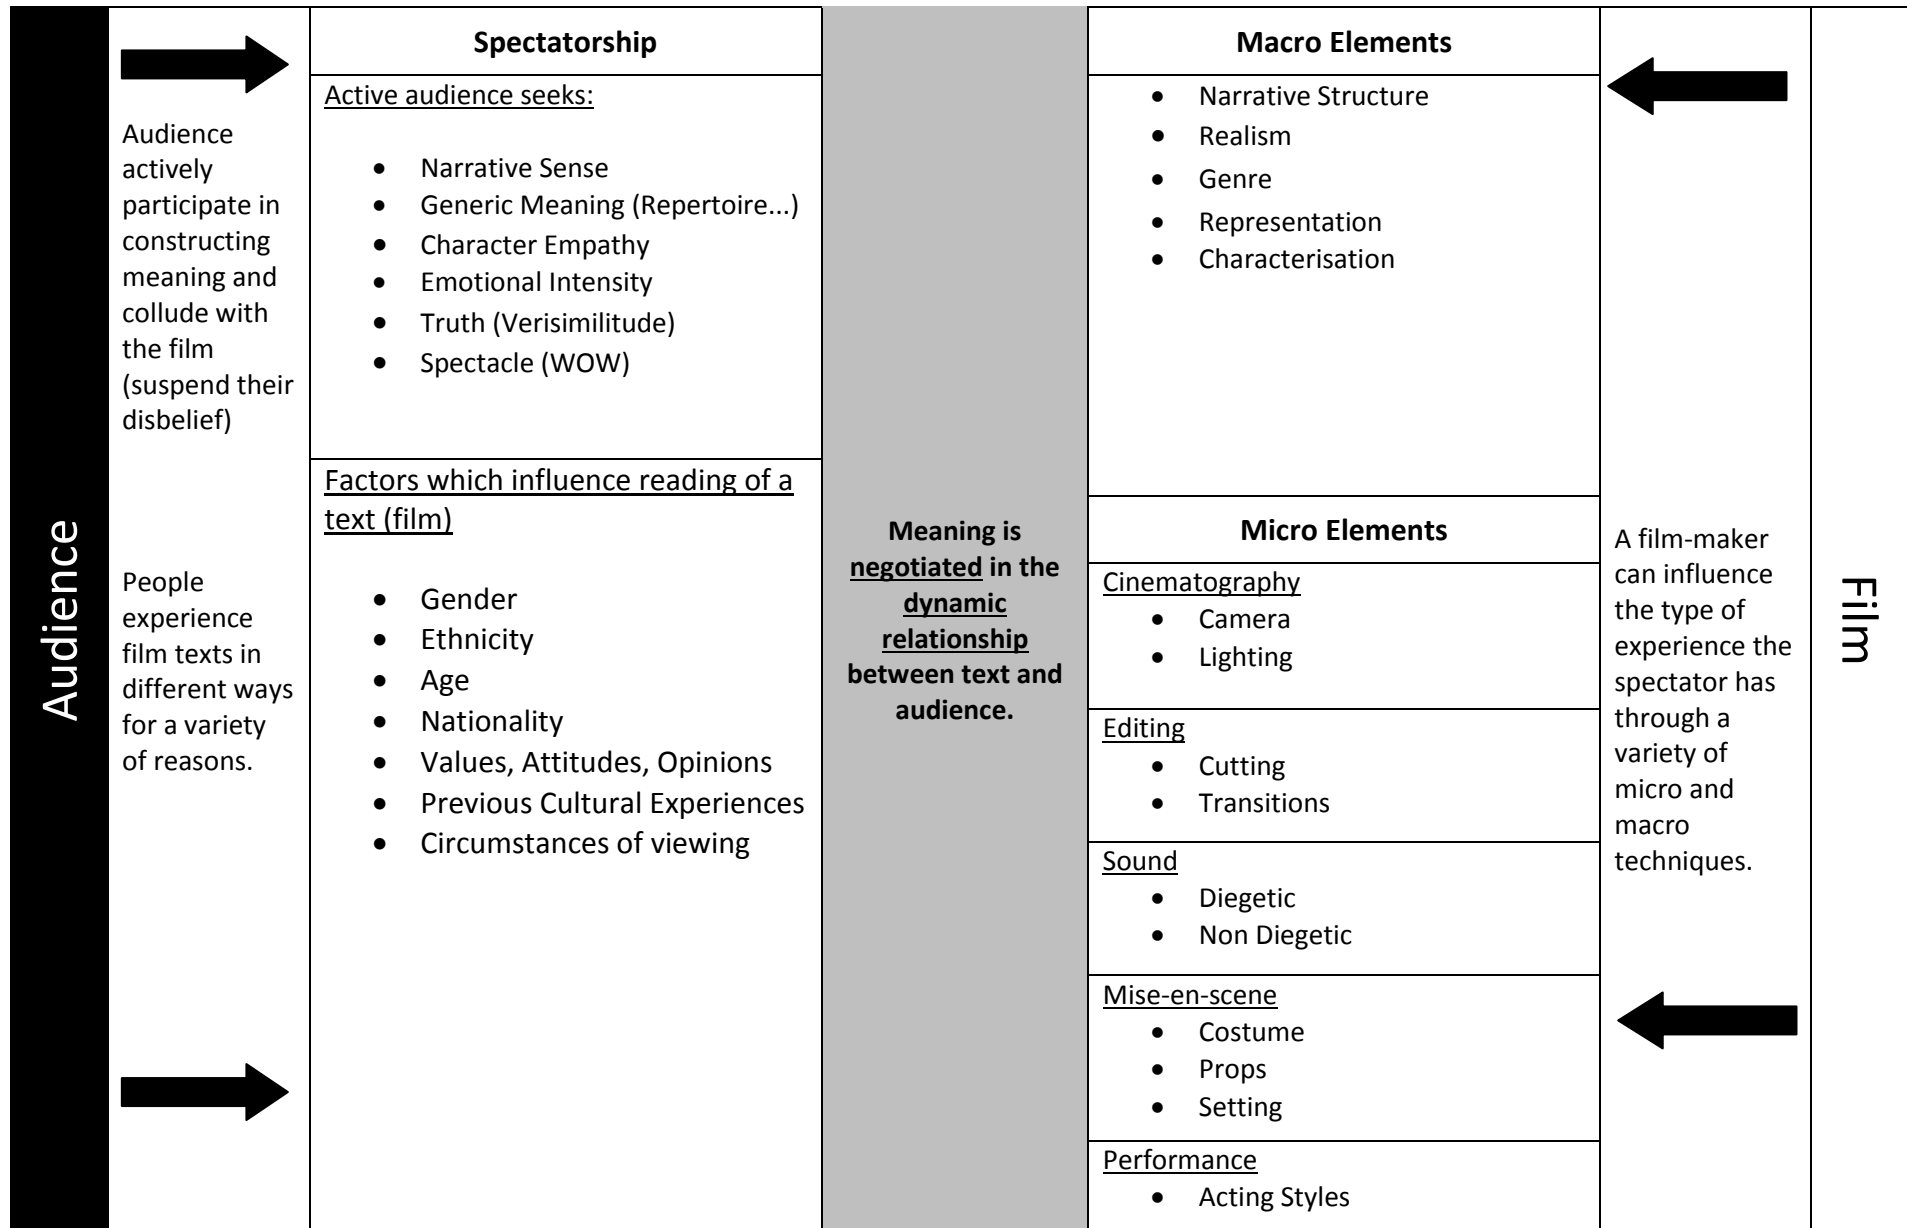 Audience
Audience
actively
participate in
constructing
meaning and
collude with
the film
(suspend their
disbelief)
People
experience
film texts in
different ways
for a variety
of reasons.
Spectatorship
Active audience seeks:
• Narrative Sense
• Generic Meaning (Repertoire...)
• Character Empathy
• Emotional Intensity
• Truth (Verisimilitude)
• Spectacle (WOW)
Factors which influence reading of a
text (film)
• Gender
• Ethnicity
• Age
• Nationality
• Values, Attitudes, Opinions
• Previous Cultural Experiences
• Circumstances of viewing
Meaning is
negotiated in the
dynamic
relationship
between text and
audience.
Macro Elements
• Narrative Structure
• Realism
• Genre
• Representation
• Characterisation
Micro Elements
Cinematography
• Camera
• Lighting
Editing
• Cutting
• Transitions
Sound
• Diegetic
• Non Diegetic
Mise-en-scene
• Costume
• Props
• Setting
Performance
• Acting Styles
A film-maker
can influence
the type of
experience the
spectator has
through a
variety of
micro and
macro
techniques.
Film